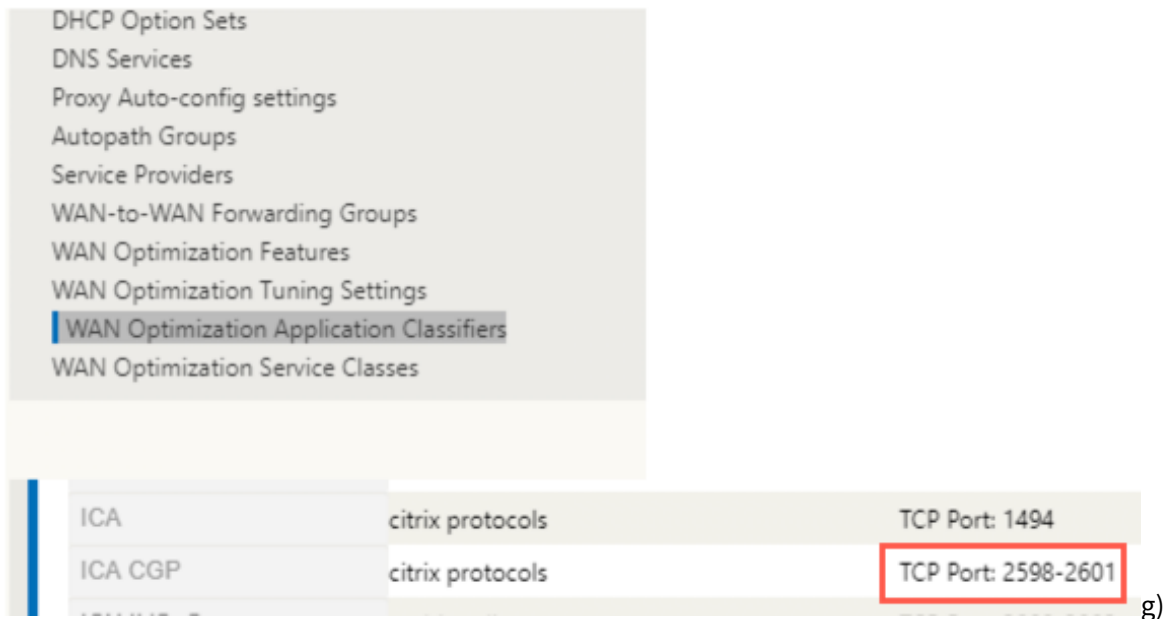 DHCP Option Sets
DNS Services
Proxy Auto-config settings
Autopath Groups
Service Providers
WAN-to-WAN Forwarding Groups
WAN Optimization Features
WAN Optimization Tuning Settings
WAN Optimization Application Classifiers
WAN Optimization Service Classes
ICA citrix protocols TCP Port: 1494
ICA CGP citrix protocols TCP Port: 2598-2601
g)